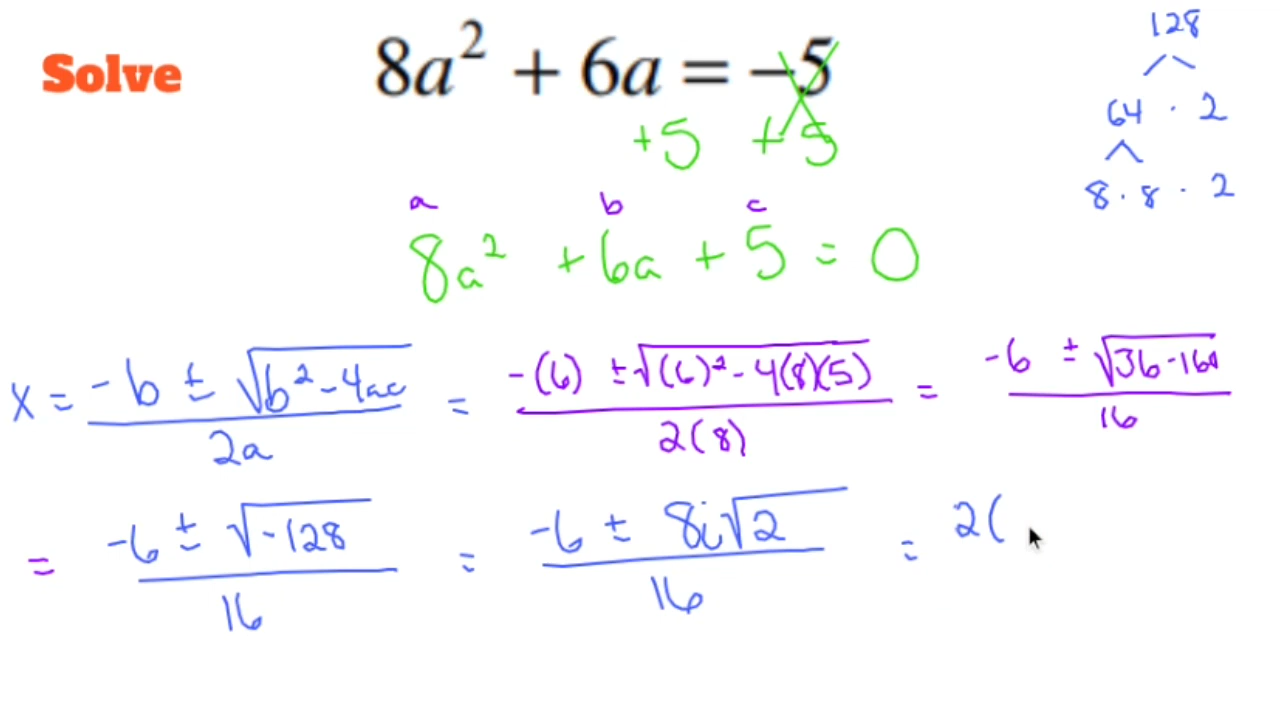 Solve 8a² + 6a = −5
+5 +5
128
64 · 2
8 · 8 · 2
a b c
8a² + 6a + 5 = 0
x = (-b ± √(b² - 4ac))/(2a) = (-(6) ± √((6)² - 4(8)(5)))/(2(8)) = (-6 ± √(36-160))/16
= (-6 ± √(-128))/16 = (-6 ± 8i√2)/16 = 2(